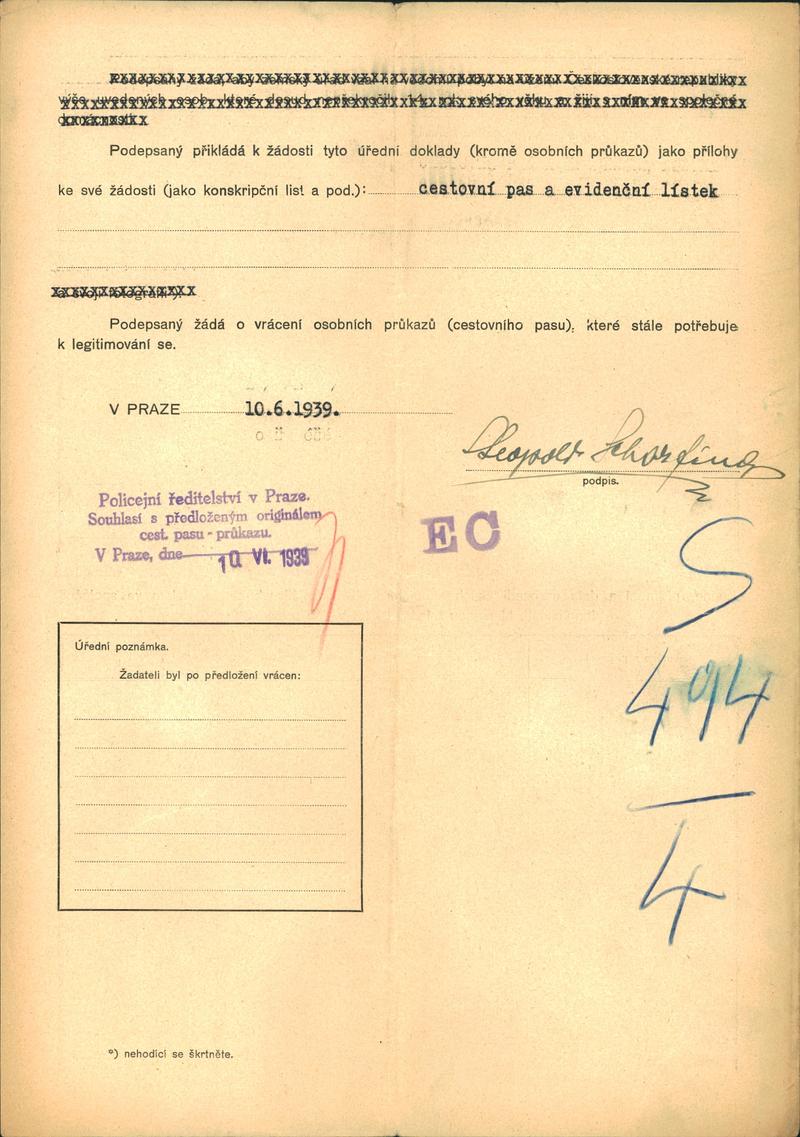 Podepsaný přikládá k žádosti tyto úřední doklady (kromě osobních průkazů) jako přílohy
ke své žádosti (jako konskripční list a pod.): cestovní pas a evidenční lístek
Podepsaný žádá o vrácení osobních průkazů (cestovního pasu), které stále potřebuje
k legitimování se.
V PRAZE 10.6.1939.
Leopold
podpis.
Policejní ředitelství v Praze.
Souhlasí s předloženým originálem
cest. pasu - průkazu.
V Praze, dne 10 VI. 1939
EC
S
494
4
Úřední poznámka.
Žadateli byl po předložení vrácen:
*) nehodící se škrtněte.